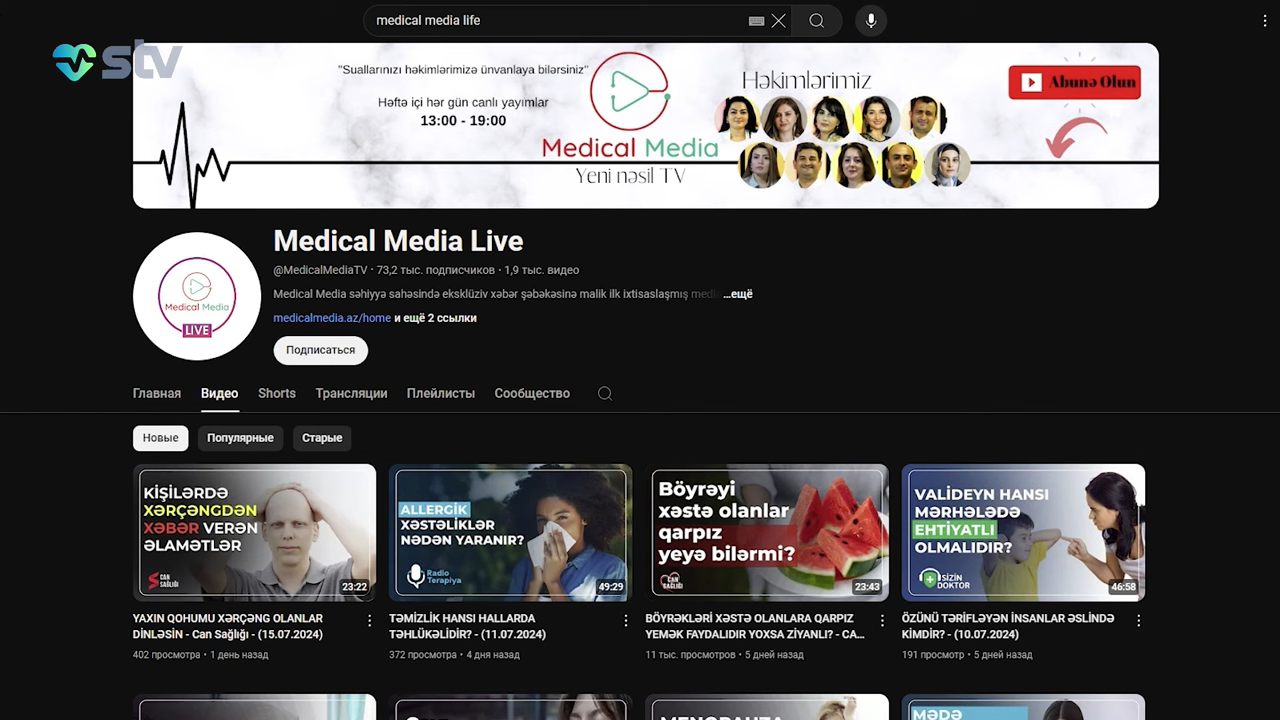 medical media life
stv
"Suallarınızı həkimlərimizə ünvanlaya bilərsiniz"
Həftə içi hər gün canlı yayımlar
13:00 - 19:00
Medical Media
Yeni nəsil TV
Həkimlərimiz
Abunə Olun
Medical Media
LIVE
Medical Media Live
@MedicalMediaTV · 73,2 тыс. подписчиков · 1,9 тыс. видео
Medical Media səhiyyə sahəsində eksklüziv xəbər şəbəkəsinə malik ilk ixtisaslaşmış medi ...ещё
medicalmedia.az/home и ещё 2 ссылки
Подписаться
Главная Видео Shorts Трансляции Плейлисты Сообщество
Новые Популярные Старые
KİŞİLƏRDƏ
XƏRÇƏNGDƏN
XƏBƏR VERƏN
ƏLAMƏTLƏR
CAN
SAĞLIĞI
23:22
ALLERGİK
XƏSTƏLİKLƏR
NƏDƏN YARANIR?
Radio
Terapiya
49:29
Böyrəyi
xəstə olanlar
qarpız
yeyə bilərmi?
CAN
SAĞLIĞI
23:43
VALİDEYN HANSI
MƏRHƏLƏDƏ
EHTİYATLI
OLMALIDIR?
SİZİN
DOKTOR
46:58
YAXIN QOHUMU XƏRÇƏNG OLANLAR
DİNLƏSİN - Can Sağlığı - (15.07.2024)
402 просмотра • 1 день назад
TƏMİZLİK HANSI HALLARDA
TƏHLÜKƏLİDİR? - (11.07.2024)
372 просмотра • 4 дня назад
BÖYRƏKLƏRİ XƏSTƏ OLANLARA QARPIZ
YEMƏK FAYDALIDIR YOXSA ZİYANLI? - CA...
11 тыс. просмотров • 5 дней назад
ÖZÜNÜ TƏRİFLƏYƏN İNSANLAR ƏSLİNDƏ
KİMDİR? - (10.07.2024)
191 просмотр • 5 дней назад
MƏDƏ